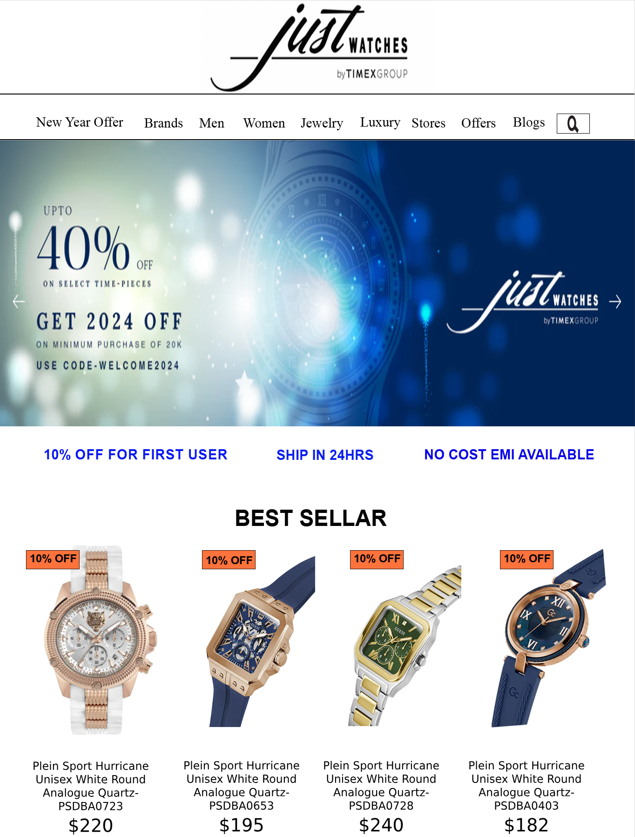 just WATCHES
by TIMEXGROUP
New Year Offer Brands Men Women Jewelry Luxury Stores Offers Blogs
UPTO
40% OFF
ON SELECT TIME-PIECES
GET 2024 OFF
ON MINIMUM PURCHASE OF 20K
USE CODE-WELCOME2024
just WATCHES
by TIMEXGROUP
10% OFF FOR FIRST USER SHIP IN 24HRS NO COST EMI AVAILABLE
BEST SELLAR
10% OFF 10% OFF 10% OFF 10% OFF
GUESS
Gc
XII
VI
Gc
Plein Sport Hurricane
Unisex White Round
Analogue Quartz-
PSDBA0723
$220
Plein Sport Hurricane
Unisex White Round
Analogue Quartz-
PSDBA0653
$195
Plein Sport Hurricane
Unisex White Round
Analogue Quartz-
PSDBA0728
$240
Plein Sport Hurricane
Unisex White Round
Analogue Quartz-
PSDBA0403
$182